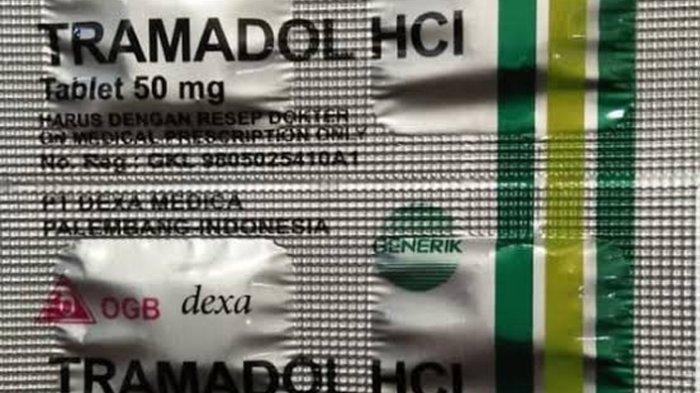 TRAMADOL HCl
Tablet 50 mg
HARUS DENGAN RESEP DOKTER
ON MEDICAL PRESCRIPTION ONLY
No. Reg : GKL 9805025410A1
PT DEXA MEDICA
PALEMBANG-INDONESIA
GENERIK
OGB dexa
TRAMADOL HCl